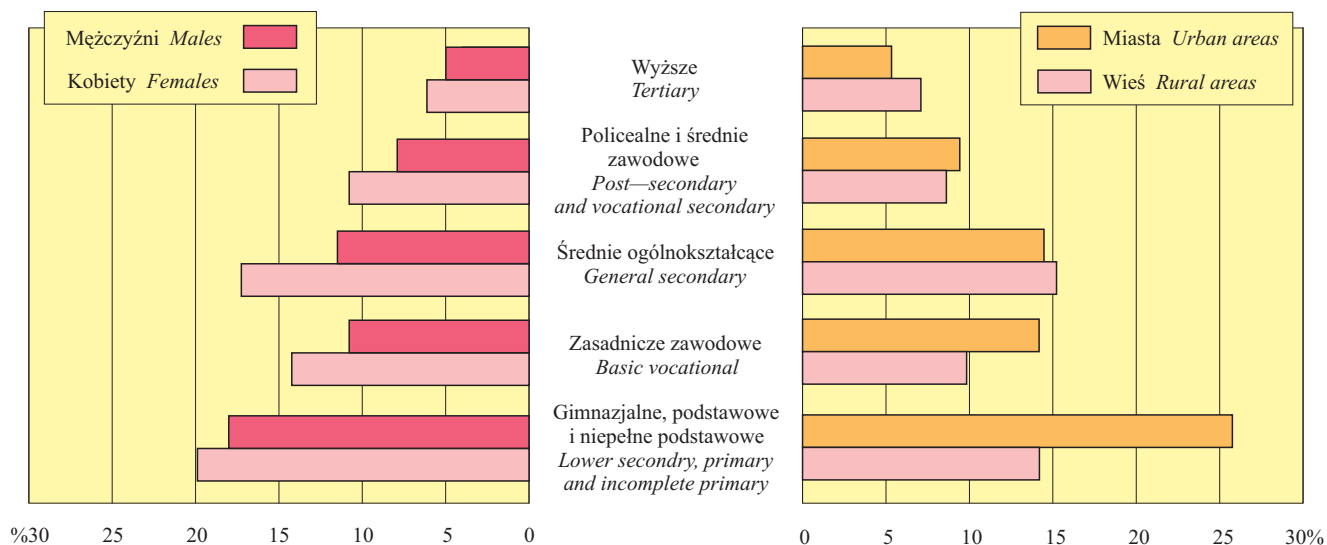 Mężczyźni Males
Kobiety Females
Miasta Urban areas
Wieś Rural areas
Wyższe
Tertiary
Policealne i średnie
zawodowe
Post—secondary
and vocational secondary
Średnie ogólnokształcące
General secondary
Zasadnicze zawodowe
Basic vocational
Gimnazjalne, podstawowe
i niepełne podstawowe
Lower secondry, primary
and incomplete primary
%30 25 20 15 10 5 0
0 5 10 15 20 25 30%